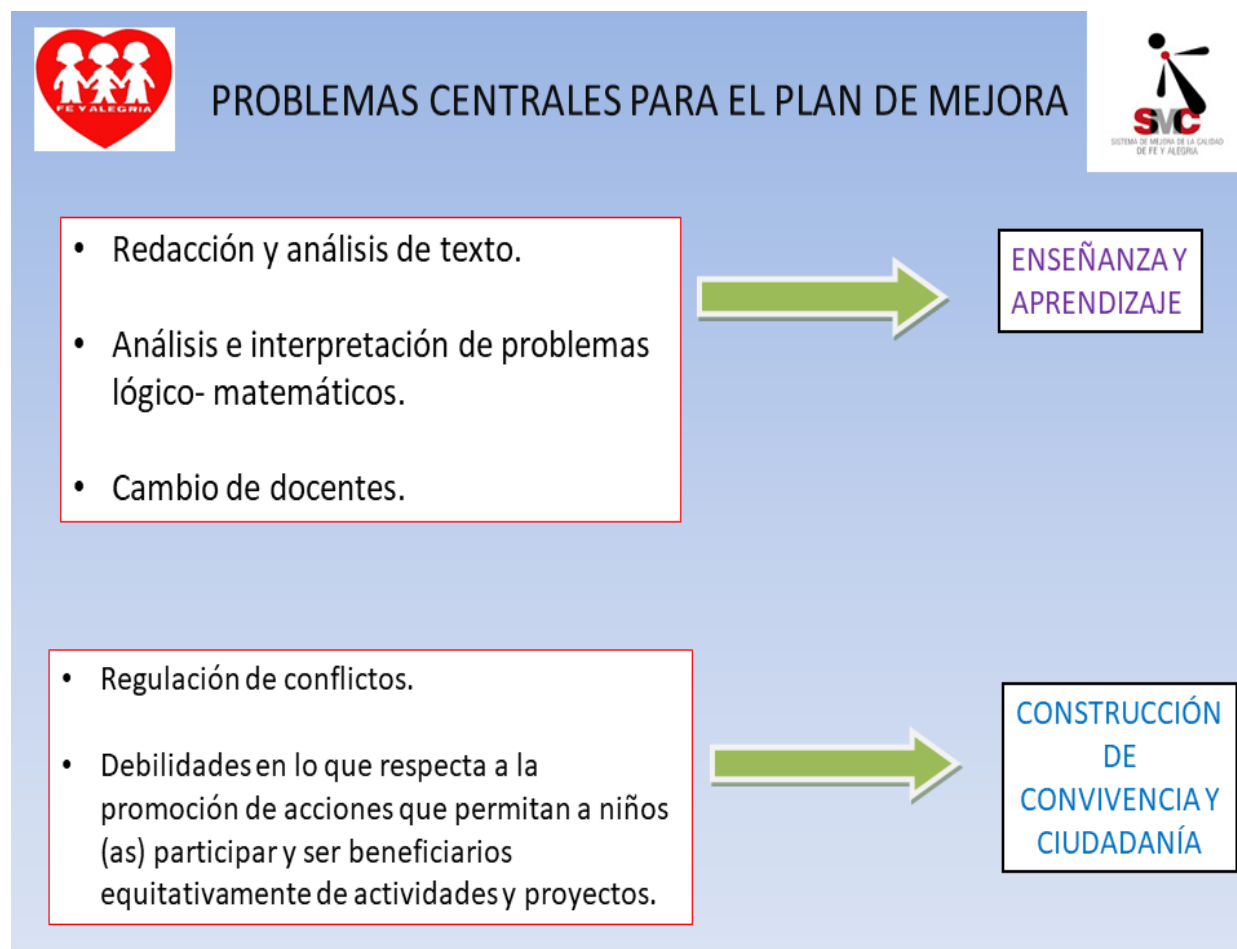 FE Y ALEGRIA
PROBLEMAS CENTRALES PARA EL PLAN DE MEJORA
SMC
SISTEMA DE MEJORA DE LA CALIDAD
DE FE Y ALEGRIA
• Redacción y análisis de texto.
• Análisis e interpretación de problemas
lógico- matemáticos.
• Cambio de docentes.
ENSEÑANZA Y
APRENDIZAJE
• Regulación de conflictos.
• Debilidades en lo que respecta a la
promoción de acciones que permitan a niños
(as) participar y ser beneficiarios
equitativamente de actividades y proyectos.
CONSTRUCCIÓN
DE
CONVIVENCIA Y
CIUDADANÍA